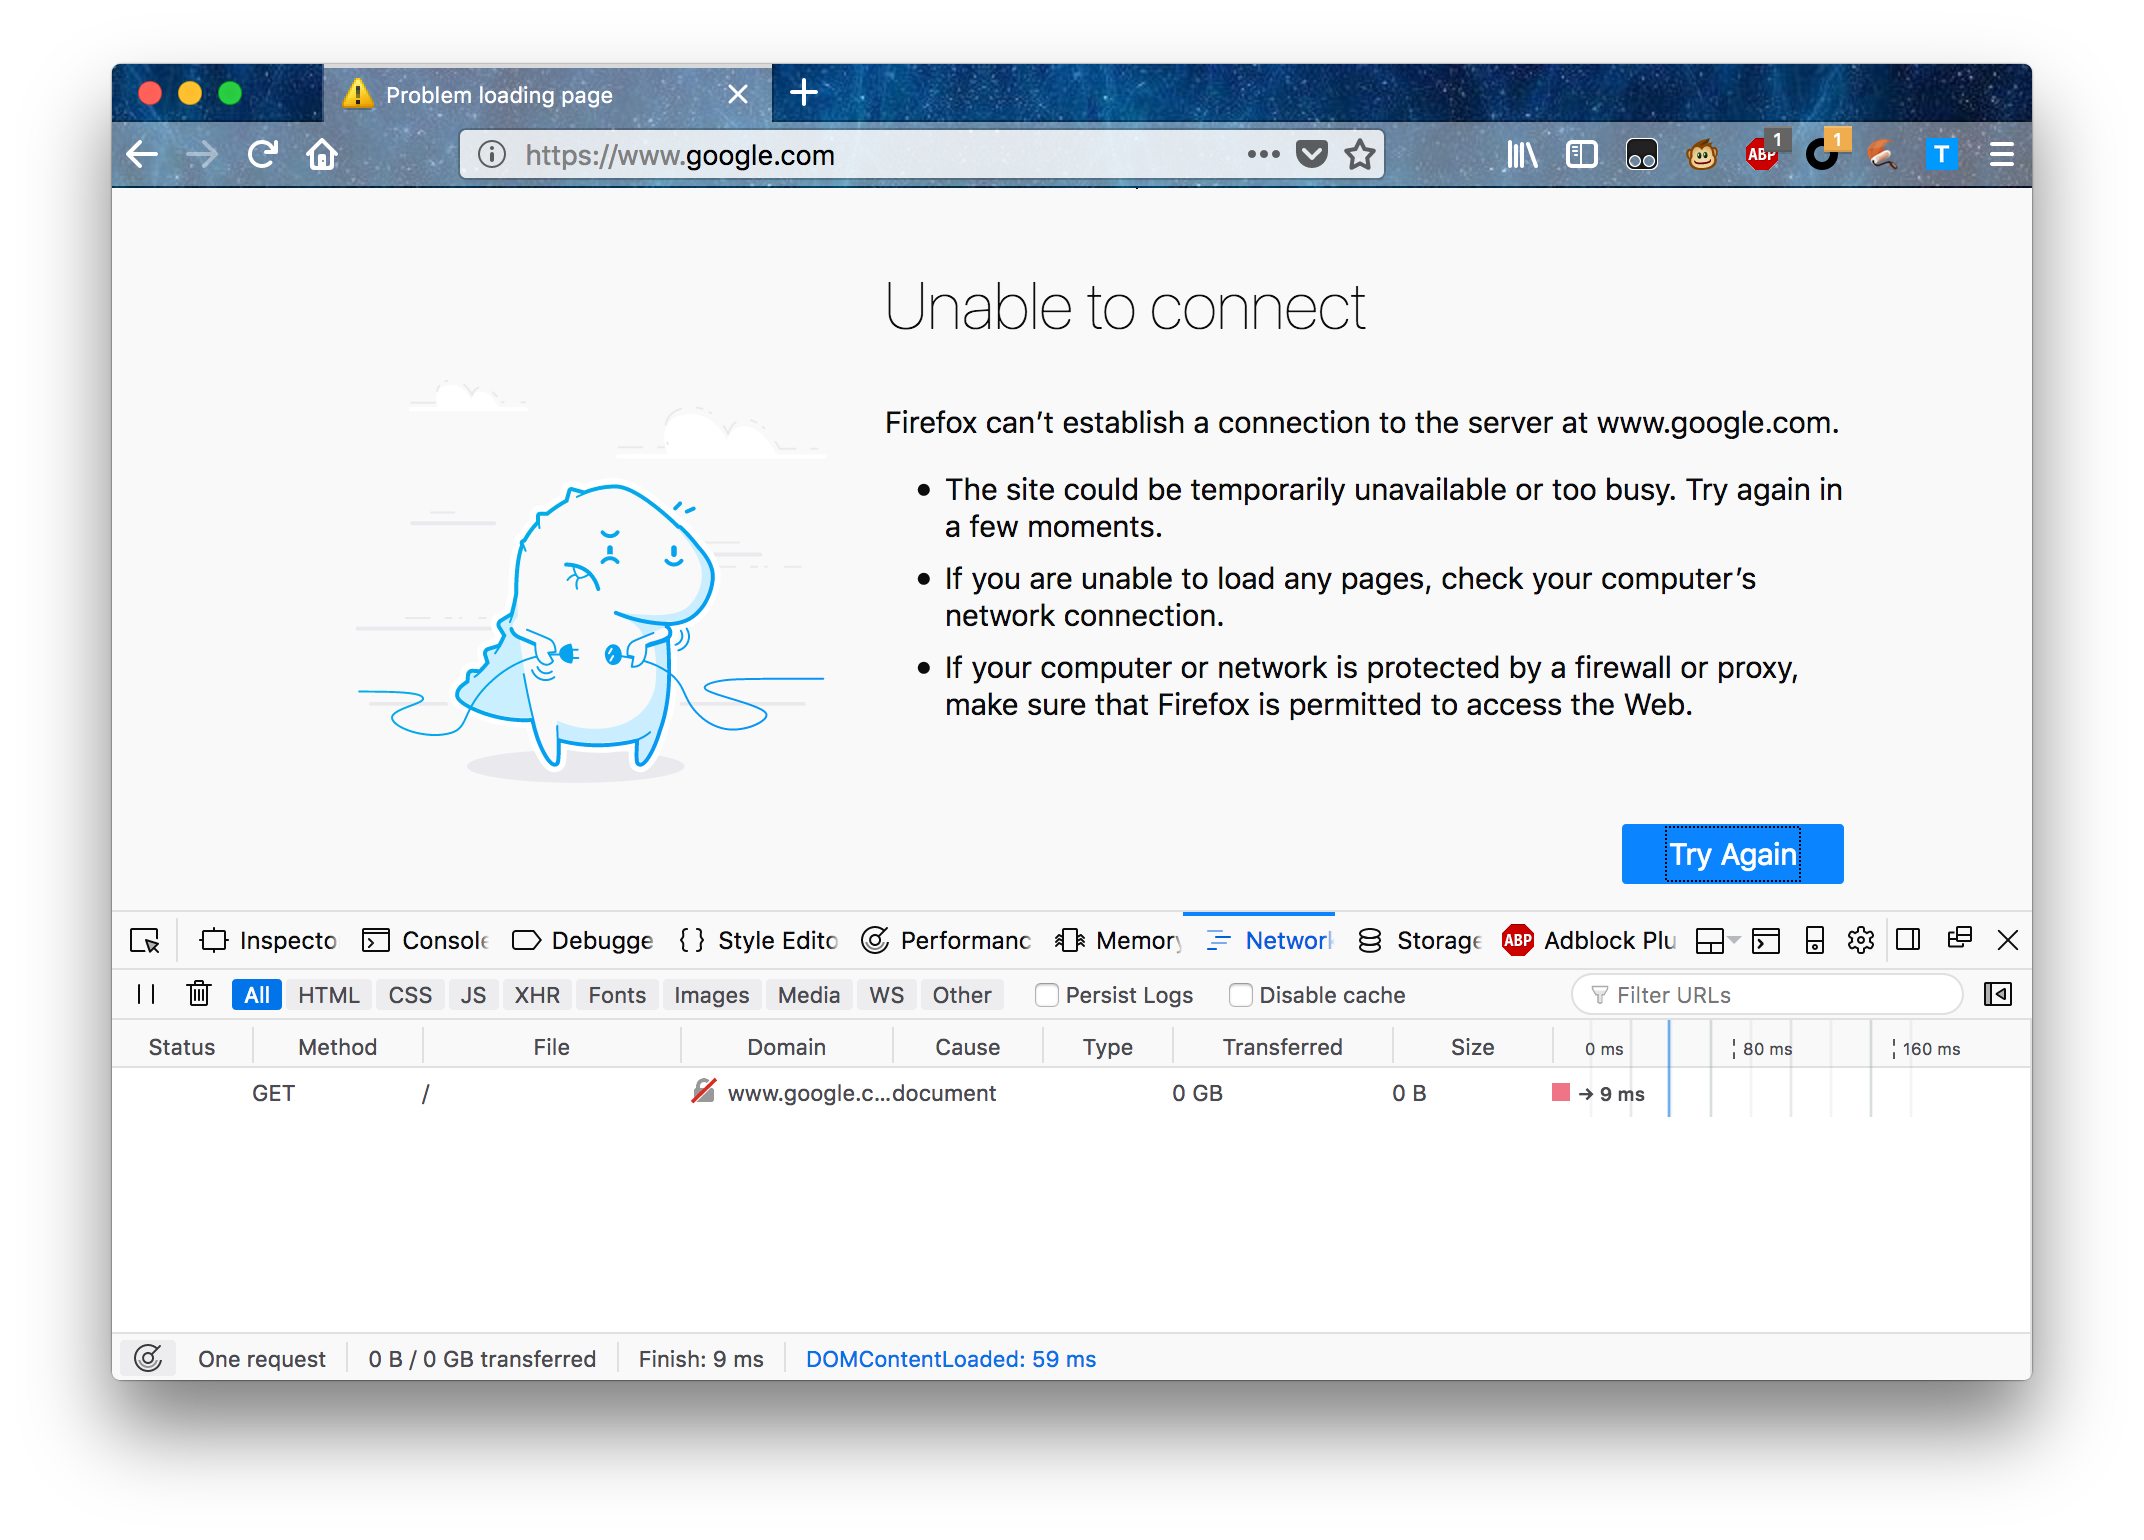 Problem loading page
https://www.google.com
ABP 1
1
T
Unable to connect
Firefox can’t establish a connection to the server at www.google.com.
The site could be temporarily unavailable or too busy. Try again in
a few moments.
If you are unable to load any pages, check your computer’s
network connection.
If your computer or network is protected by a firewall or proxy,
make sure that Firefox is permitted to access the Web.
Try Again
Inspecto Console Debugge Style Edito Performanc Memory Network Storage ABP Adblock Plu
All HTML CSS JS XHR Fonts Images Media WS Other Persist Logs Disable cache Filter URLs
Status Method File Domain Cause Type Transferred Size 0 ms 80 ms 160 ms
GET / www.google.c... document 0 GB 0 B → 9 ms
One request 0 B / 0 GB transferred Finish: 9 ms DOMContentLoaded: 59 ms